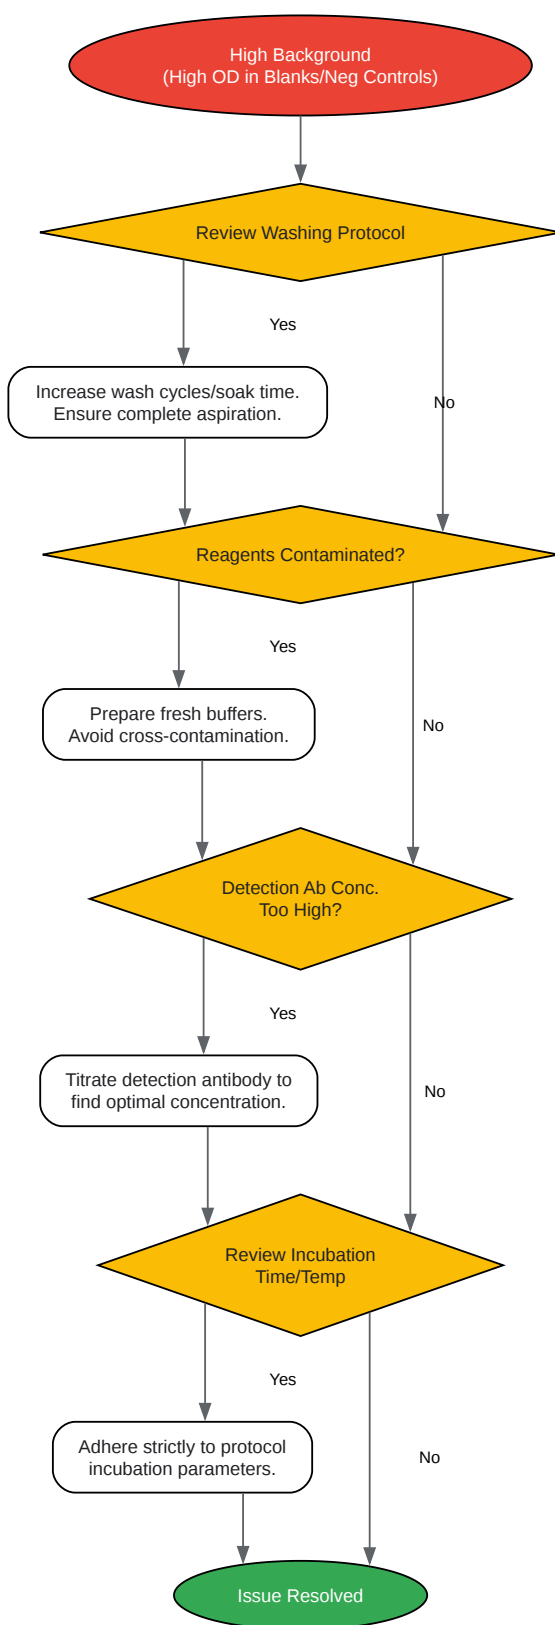 High Background
(High OD in Blanks/Neg Controls)
Review Washing Protocol
Yes
Increase wash cycles/soak time.
Ensure complete aspiration.
No
Reagents Contaminated?
Yes
Prepare fresh buffers.
Avoid cross-contamination.
No
Detection Ab Conc.
Too High?
Yes
Titrate detection antibody to
find optimal concentration.
No
Review Incubation
Time/Temp
Yes
Adhere strictly to protocol
incubation parameters.
No
Issue Resolved